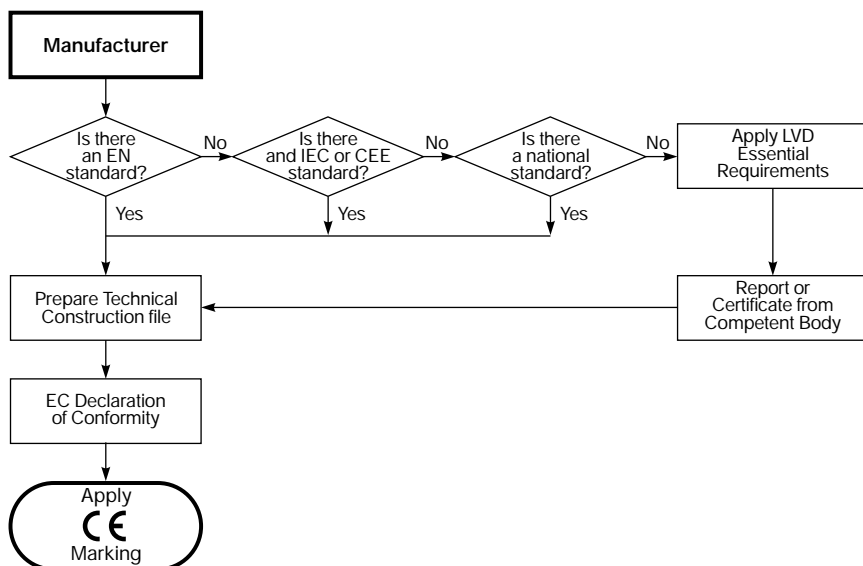 Manufacturer
Is there
an EN
standard?
No
Is there
and IEC or CEE
standard?
No
Is there
a national
standard?
No
Apply LVD
Essential
Requirements
Yes
Yes
Yes
Prepare Technical
Construction file
Report or
Certificate from
Competent Body
EC Declaration
of Conformity
Apply
CE
Marking